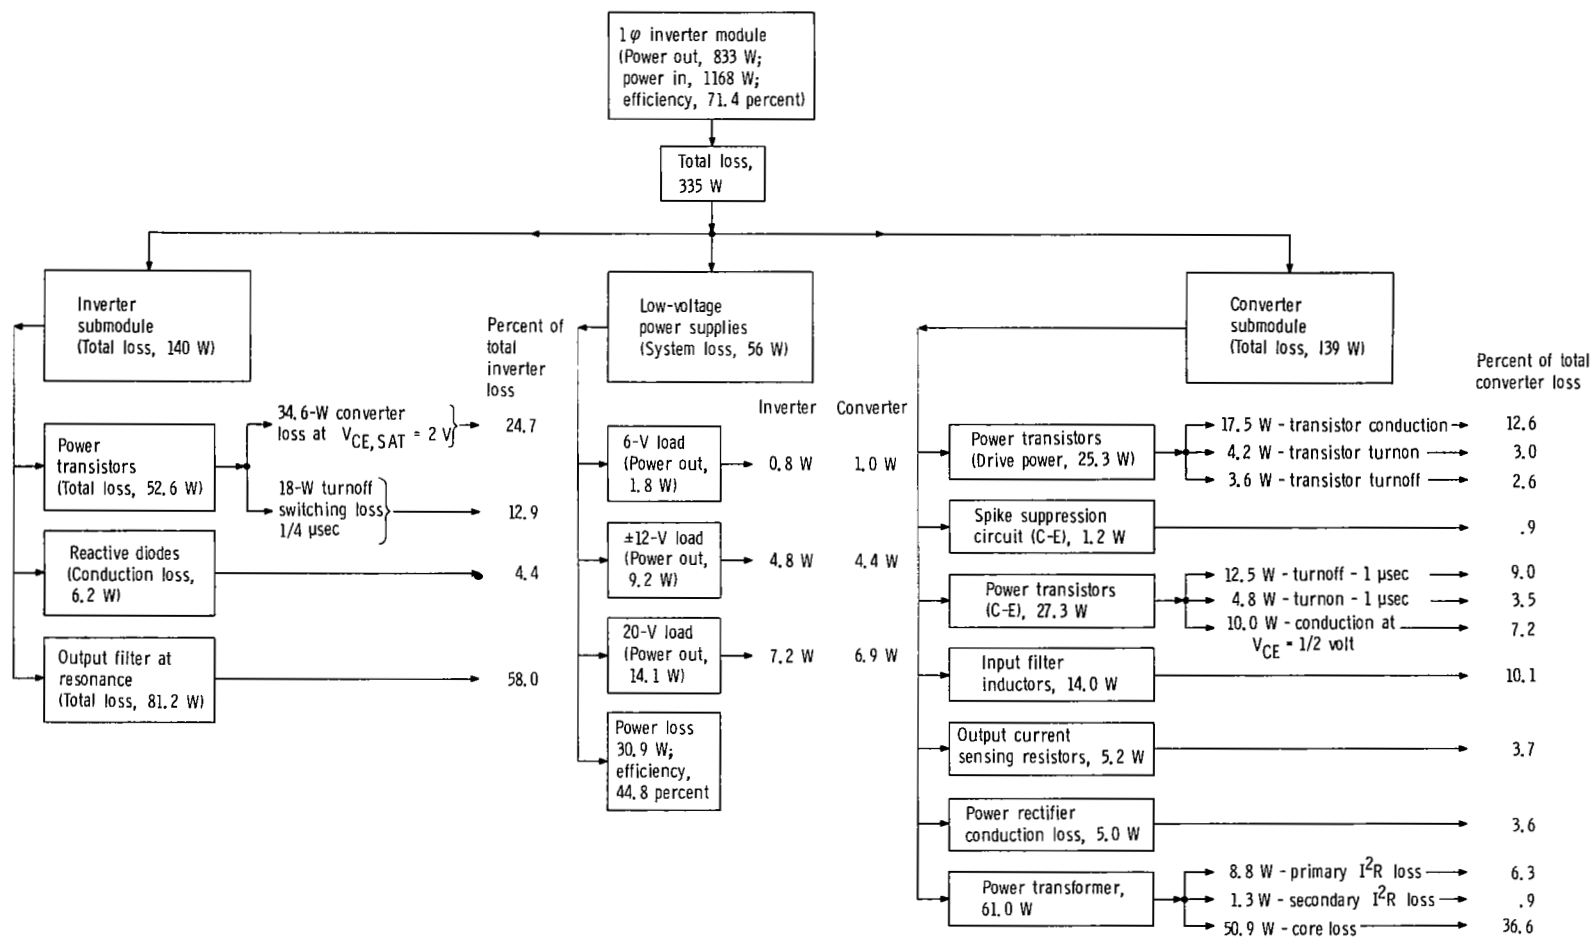 1φ inverter module
(Power out, 833 W;
power in, 1168 W;
efficiency, 71.4 percent)
Total loss,
335 W
Inverter
submodule
(Total loss, 140 W)
Percent of
total
inverter
loss
Power
transistors
(Total loss, 52.6 W)
34.6-W converter
loss at V_CE, SAT = 2 V
24.7
18-W turnoff
switching loss
1/4 μsec
12.9
Reactive diodes
(Conduction loss,
6.2 W)
4.4
Output filter at
resonance
(Total loss, 81.2 W)
58.0
Low-voltage
power supplies
(System loss, 56 W)
Inverter Converter
6-V load
(Power out,
1.8 W)
0.8 W 1.0 W
±12-V load
(Power out,
9.2 W)
4.8 W 4.4 W
20-V load
(Power out,
14.1 W)
7.2 W 6.9 W
Power loss
30.9 W;
efficiency,
44.8 percent
Converter
submodule
(Total loss, 139 W)
Percent of total
converter loss
Power transistors
(Drive power, 25.3 W)
17.5 W - transistor conduction 12.6
4.2 W - transistor turnon 3.0
3.6 W - transistor turnoff 2.6
Spike suppression
circuit (C-E), 1.2 W
.9
Power transistors
(C-E), 27.3 W
12.5 W - turnoff - 1 μsec 9.0
4.8 W - turnon - 1 μsec 3.5
10.0 W - conduction at 7.2
V_CE = 1/2 volt
Input filter
inductors, 14.0 W
10.1
Output current
sensing resistors, 5.2 W
3.7
Power rectifier
conduction loss, 5.0 W
3.6
Power transformer,
61.0 W
8.8 W - primary I²R loss 6.3
1.3 W - secondary I²R loss .9
50.9 W - core loss 36.6